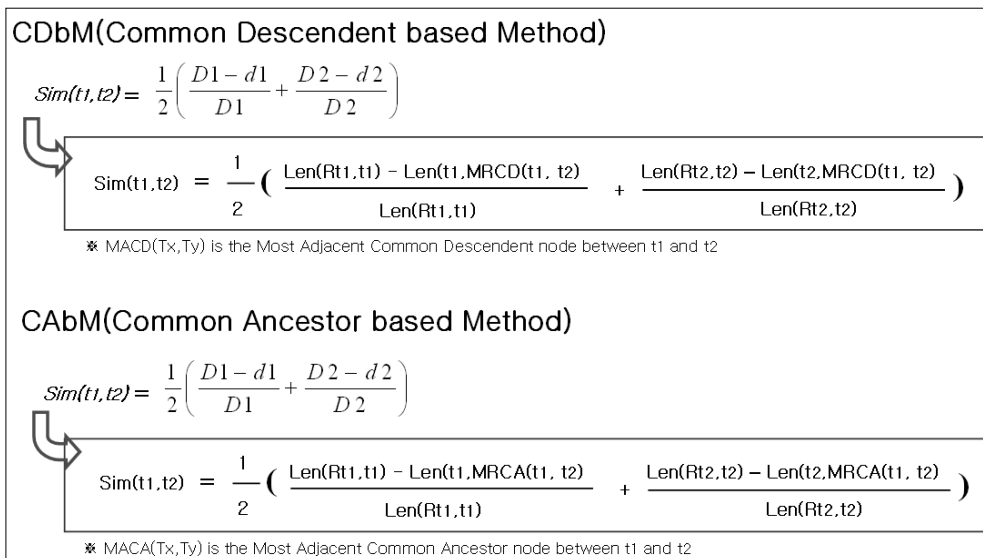 CDbM(Common Descendent based Method)
Sim(t1,t2) = 1/2 ( (D1 − d1)/D1 + (D2 − d2)/D2 )
Sim(t1,t2) = 1/2 ( Len(Rt1,t1) - Len(t1,MRCD(t1, t2) / Len(Rt1,t1) + Len(Rt2,t2) – Len(t2,MRCD(t1, t2) / Len(Rt2,t2) )
※ MACD(Tx,Ty) is the Most Adjacent Common Descendent node between t1 and t2
CAbM(Common Ancestor based Method)
Sim(t1,t2) = 1/2 ( (D1 − d1)/D1 + (D2 − d2)/D2 )
Sim(t1,t2) = 1/2 ( Len(Rt1,t1) - Len(t1,MRCA(t1, t2) / Len(Rt1,t1) + Len(Rt2,t2) – Len(t2,MRCA(t1, t2) / Len(Rt2,t2) )
※ MACA(Tx,Ty) is the Most Adjacent Common Ancestor node between t1 and t2